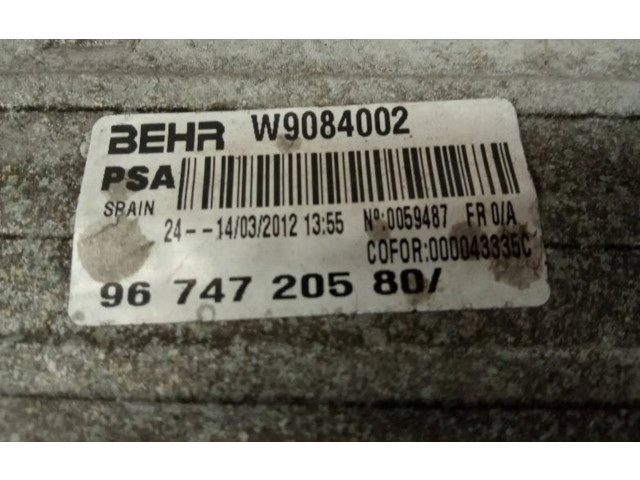 BEHR W9084002
PSA
SPAIN 24--14/03/2012 13:55 Nº:0059487 FR 0/A
COFOR:000043335C
96 747 205 80/